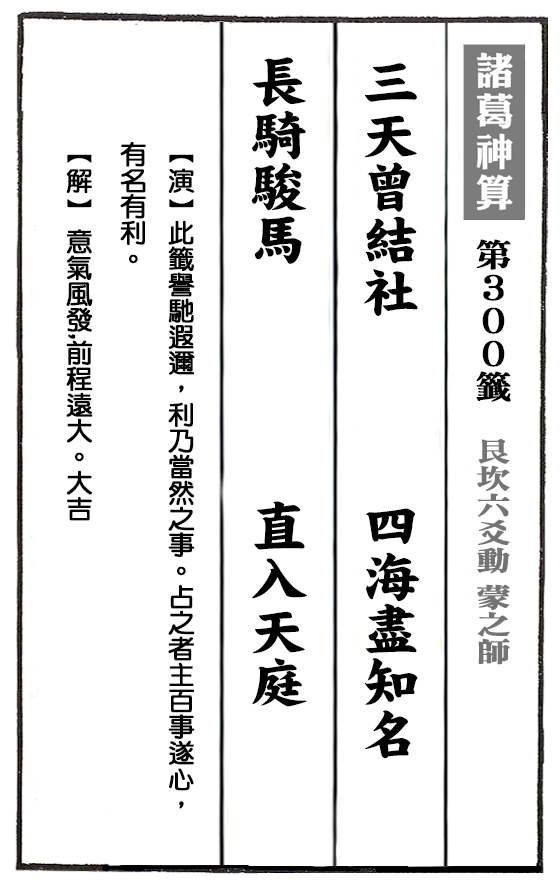 諸葛神算 第300籤 艮坎六爻動 蒙之師
三天曾結社 四海盡知名
長騎駿馬 直入天庭
【演】此籤譽馳遐邇，利乃當然之事。占之者主百事遂心，
有名有利。
【解】意氣風發;前程遠大。大吉